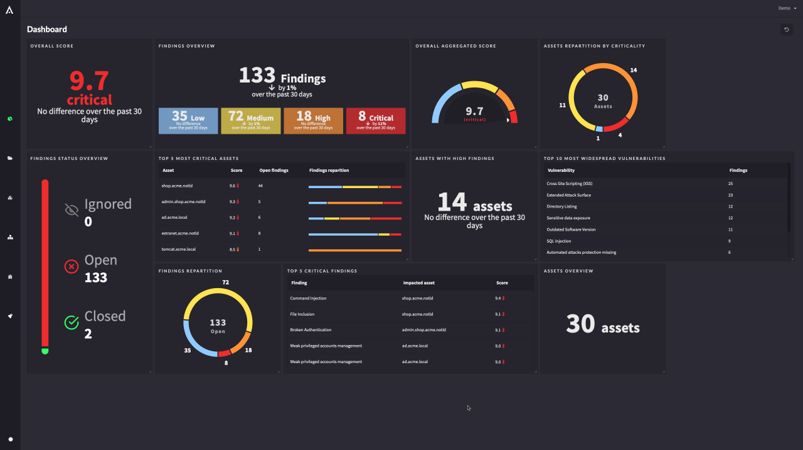 Demo
Dashboard
OVERALL SCORE
9.7
critical
No difference over the past 30
days
FINDINGS OVERVIEW
133 Findings
by 1%
over the past 30 days
35 Low
No difference
over the past 30 days
72 Medium
over the past 30 days
18 High
No difference
over the past 30 days
8 Critical
over the past 30 days
OVERALL AGGREGATED SCORE
9.7
(critical)
ASSETS REPARTITION BY CRITICALITY
14
30
Assets
11
4
1
FINDINGS STATUS OVERVIEW
Ignored
0
Open
133
Closed
2
TOP 5 MOST CRITICAL ASSETS
Asset Score Open findings Findings repartition
shop.acme.notld 9.6 44
admin.shop.acme.notld 9.3 5
ad.acme.local 9.2 6
extranet.acme.notld 9.1 8
tomcat.acme.local 8.5 1
ASSETS WITH HIGH FINDINGS
14 assets
No difference over the past 30
days
TOP 10 MOST WIDESPREAD VULNERABILITIES
Vulnerability Findings
Cross Site Scripting (XSS) 25
Extended Attack Surface 23
Directory Listing 13
Sensitive data exposure 12
Outdated Software Version 11
SQL Injection 9
Automated attacks protection missing 6
FINDINGS REPARTITION
72
133
Open
35
18
8
TOP 5 CRITICAL FINDINGS
Finding Impacted asset Score
Command Injection shop.acme.notld 9.4
File Inclusion shop.acme.notld 9.1
Broken Authentication admin.shop.acme.notld 9.1
Weak privileged accounts management ad.acme.local 9.0
Weak privileged accounts management ad.acme.local 9.0
ASSETS OVERVIEW
30 assets